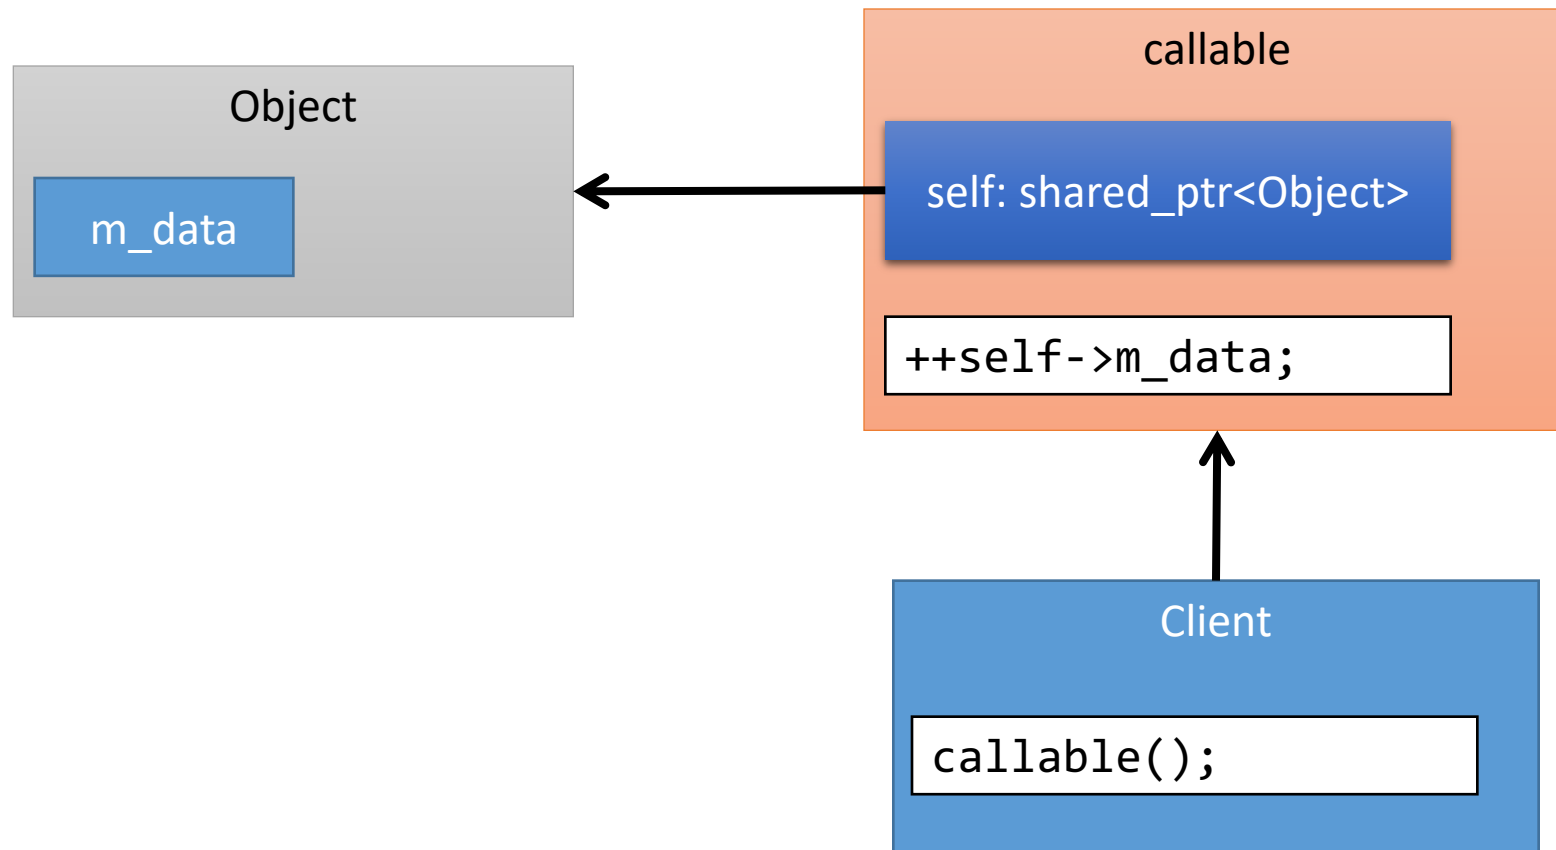 Object
m_data
callable
self: shared_ptr<Object>
++self->m_data;
Client
callable();